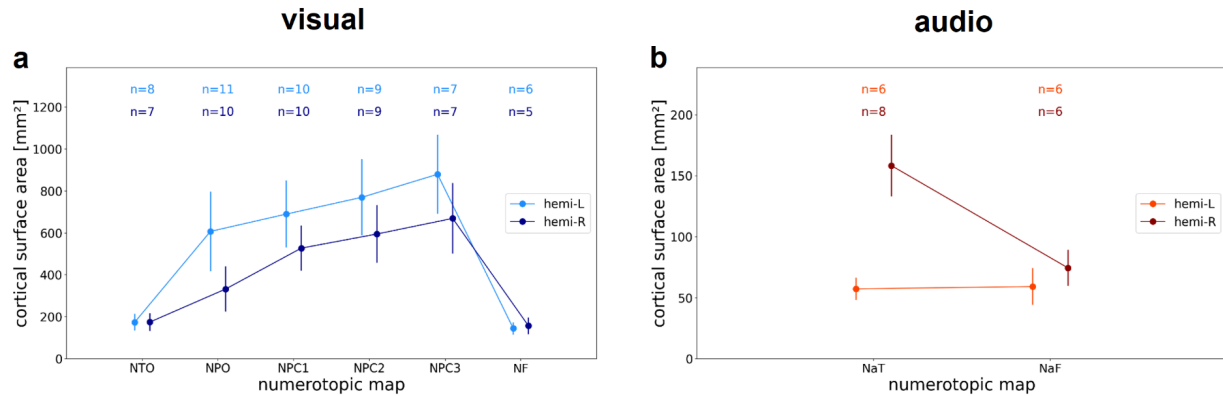 visual
audio
a
n=8 n=11 n=10 n=9 n=7 n=6
n=7 n=10 n=10 n=9 n=7 n=5
1200
1000
800
600
400
200
0
cortical surface area [mm²]
hemi-L
hemi-R
NTO NPO NPC1 NPC2 NPC3 NF
numerotopic map
b
n=6 n=6
n=8 n=6
200
150
100
50
0
cortical surface area [mm²]
hemi-L
hemi-R
NaT NaF
numerotopic map